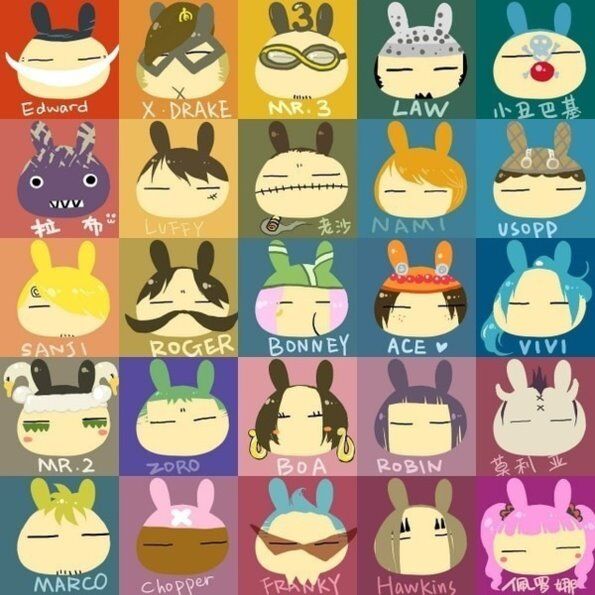 Edward
X·DRAKE
3
MR.3
LAW
小丑巴基
拉布
LUFFY
老沙
NAMI
USOPP
SANJI
ROGER
BONNEY
ACE ♥
VIVI
MR.2
ZORO
BOA
ROBIN
莫利亚
MARCO
Chopper
FRANKY
Hawkins
佩罗娜